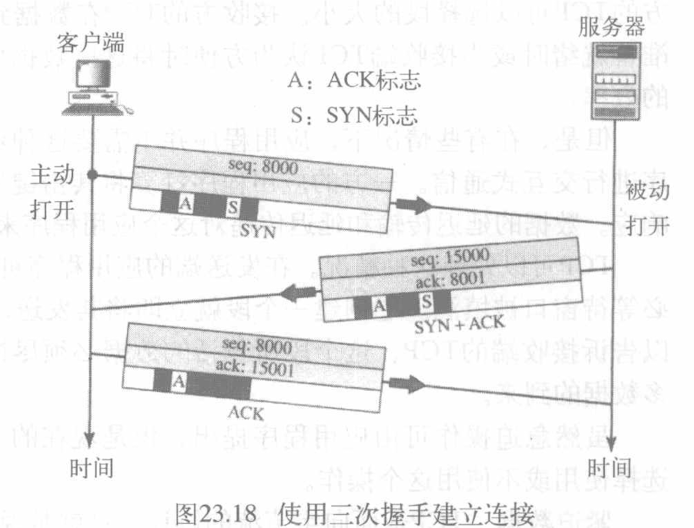 客户端
服务器
A：ACK标志
S：SYN标志
主动
打开
seq: 8000
A S
SYN
被动
打开
seq: 15000
ack: 8001
A S
SYN + ACK
seq: 8000
ack: 15001
A
ACK
时间
时间
图23.18 使用三次握手建立连接